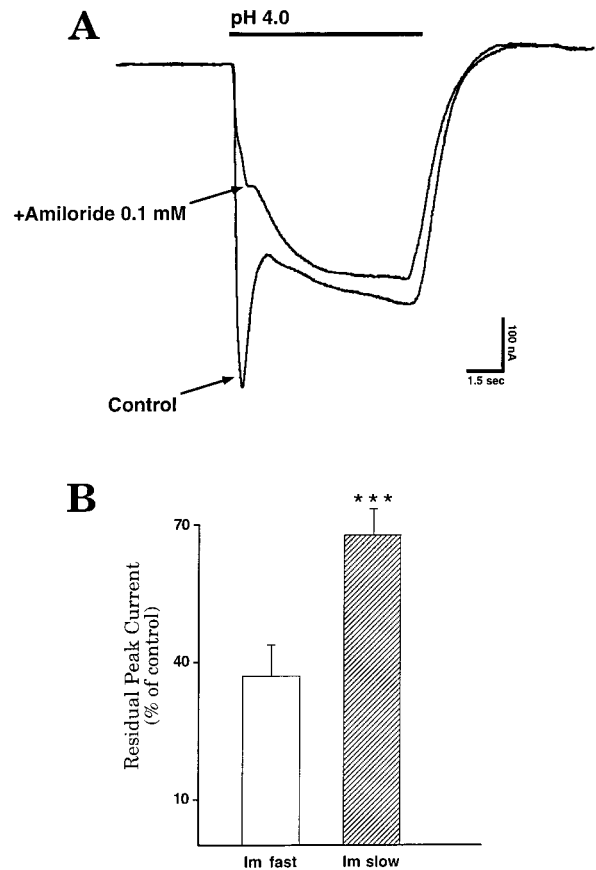 A
pH 4.0
+Amiloride 0.1 mM
Control
100 nA
1.5 sec
B
***
70
40
10
Residual Peak Current
(% of control)
Im fast
Im slow